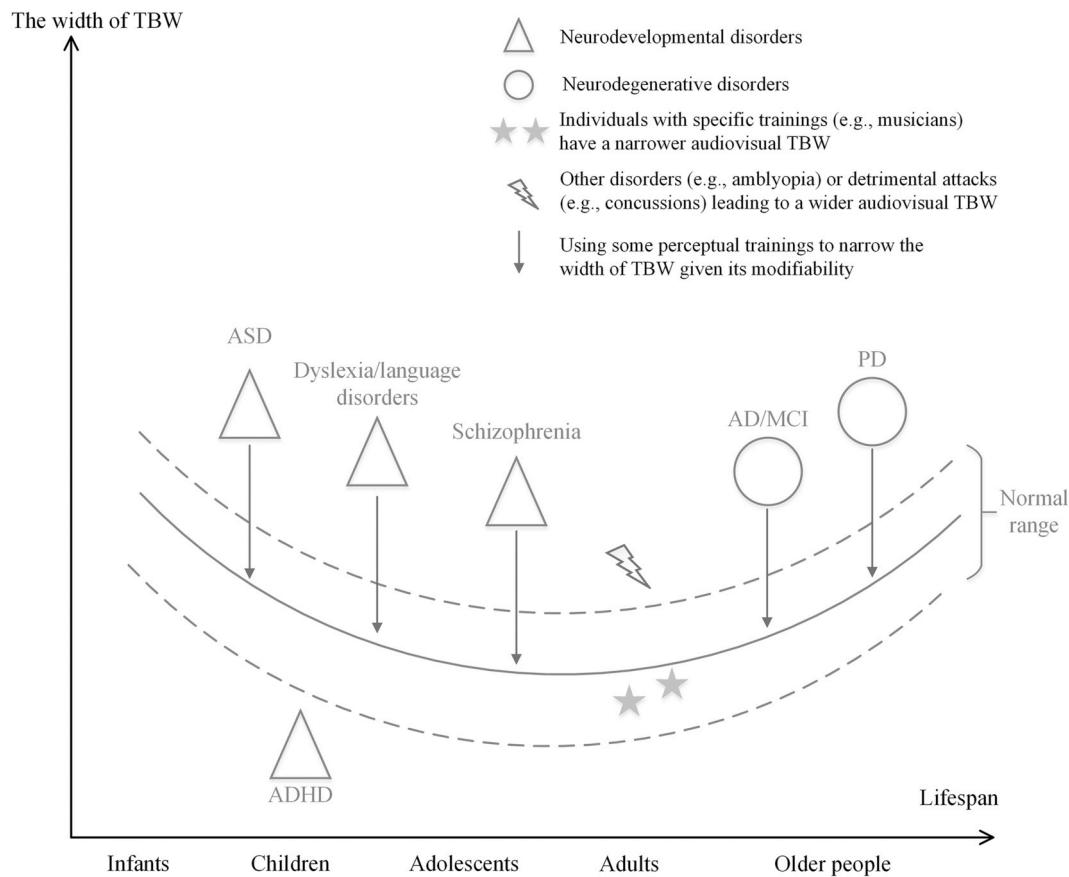 The width of TBW
Neurodevelopmental disorders
Neurodegenerative disorders
Individuals with specific trainings (e.g., musicians)
have a narrower audiovisual TBW
Other disorders (e.g., amblyopia) or detrimental attacks
(e.g., concussions) leading to a wider audiovisual TBW
Using some perceptual trainings to narrow the
width of TBW given its modifiability
ASD
Dyslexia/language
disorders
Schizophrenia
AD/MCI
PD
Normal
range
ADHD
Lifespan
Infants
Children
Adolescents
Adults
Older people